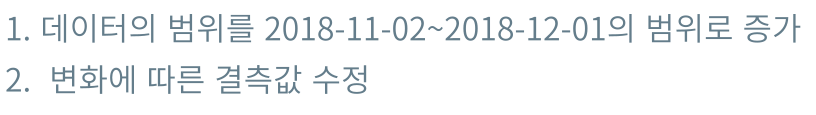 1. 데이터의 범위를 2018-11-02~2018-12-01의 범위로 증가
2. 변화에 따른 결측값 수정